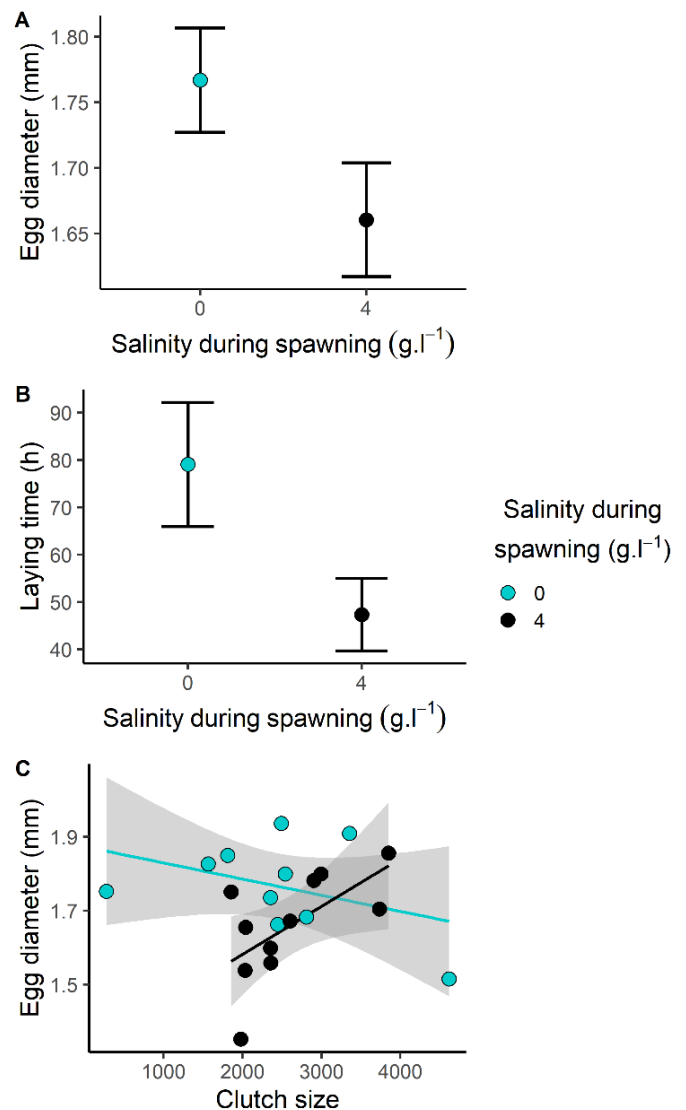 A
Egg diameter (mm)
1.80
1.75
1.70
1.65
0
4
Salinity during spawning (g.l⁻¹)
B
Laying time (h)
90
80
70
60
50
40
0
4
Salinity during spawning (g.l⁻¹)
Salinity during
spawning (g.l⁻¹)
0
4
C
Egg diameter (mm)
1.9
1.7
1.5
1000
2000
3000
4000
Clutch size